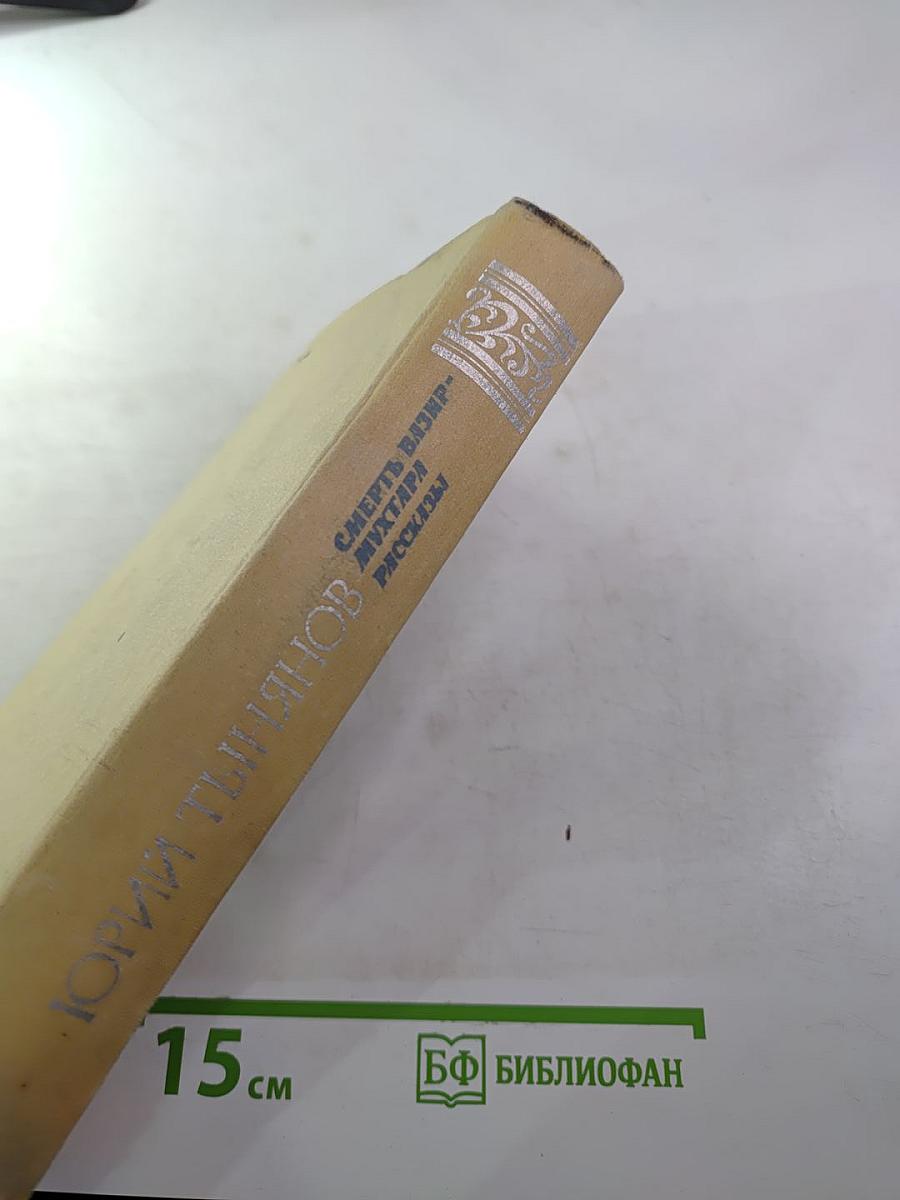 ЮРИЙ ТЫНЯНОВ
СМЕРТЬ ВАЗИР-
МУХТАРА
РАССКАЗЫ
15 см
БФ БИБЛИОФАН